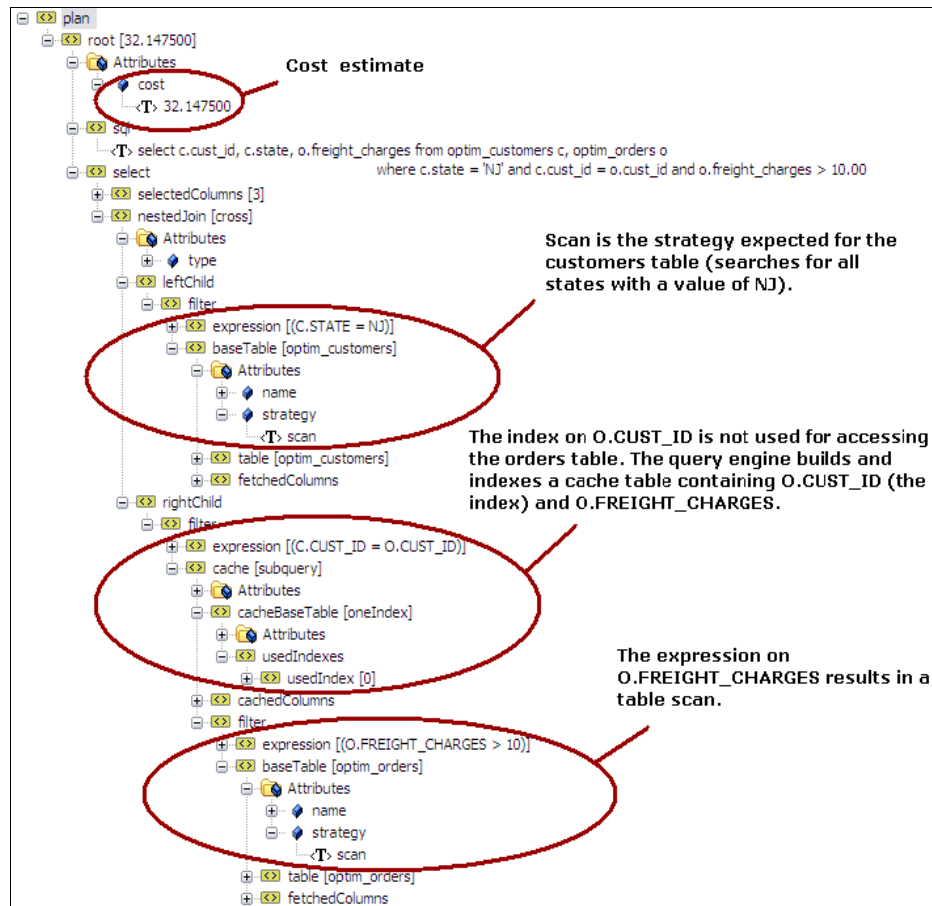 plan
root [32.147500]
Attributes
Cost estimate
cost
<T> 32.147500
sql
<T> select c.cust_id, c.state, o.freight_charges from optim_customers c, optim_orders o
where c.state = 'NJ' and c.cust_id = o.cust_id and o.freight_charges > 10.00
select
selectedColumns [3]
nestedJoin [cross]
Attributes
type
leftChild
filter
Scan is the strategy expected for the
customers table (searches for all
states with a value of NJ).
expression [(C.STATE = NJ)]
baseTable [optim_customers]
Attributes
name
strategy
<T> scan
table [optim_customers]
fetchedColumns
The index on O.CUST_ID is not used for accessing
the orders table. The query engine builds and
indexes a cache table containing O.CUST_ID (the
index) and O.FREIGHT_CHARGES.
rightChild
filter
expression [(C.CUST_ID = O.CUST_ID)]
cache [subquery]
Attributes
cacheBaseTable [oneIndex]
Attributes
usedIndexes
usedIndex [0]
cachedColumns
filter
The expression on
O.FREIGHT_CHARGES results in a
table scan.
expression [(O.FREIGHT_CHARGES > 10)]
baseTable [optim_orders]
Attributes
name
strategy
<T> scan
table [optim_orders]
fetchedColumns